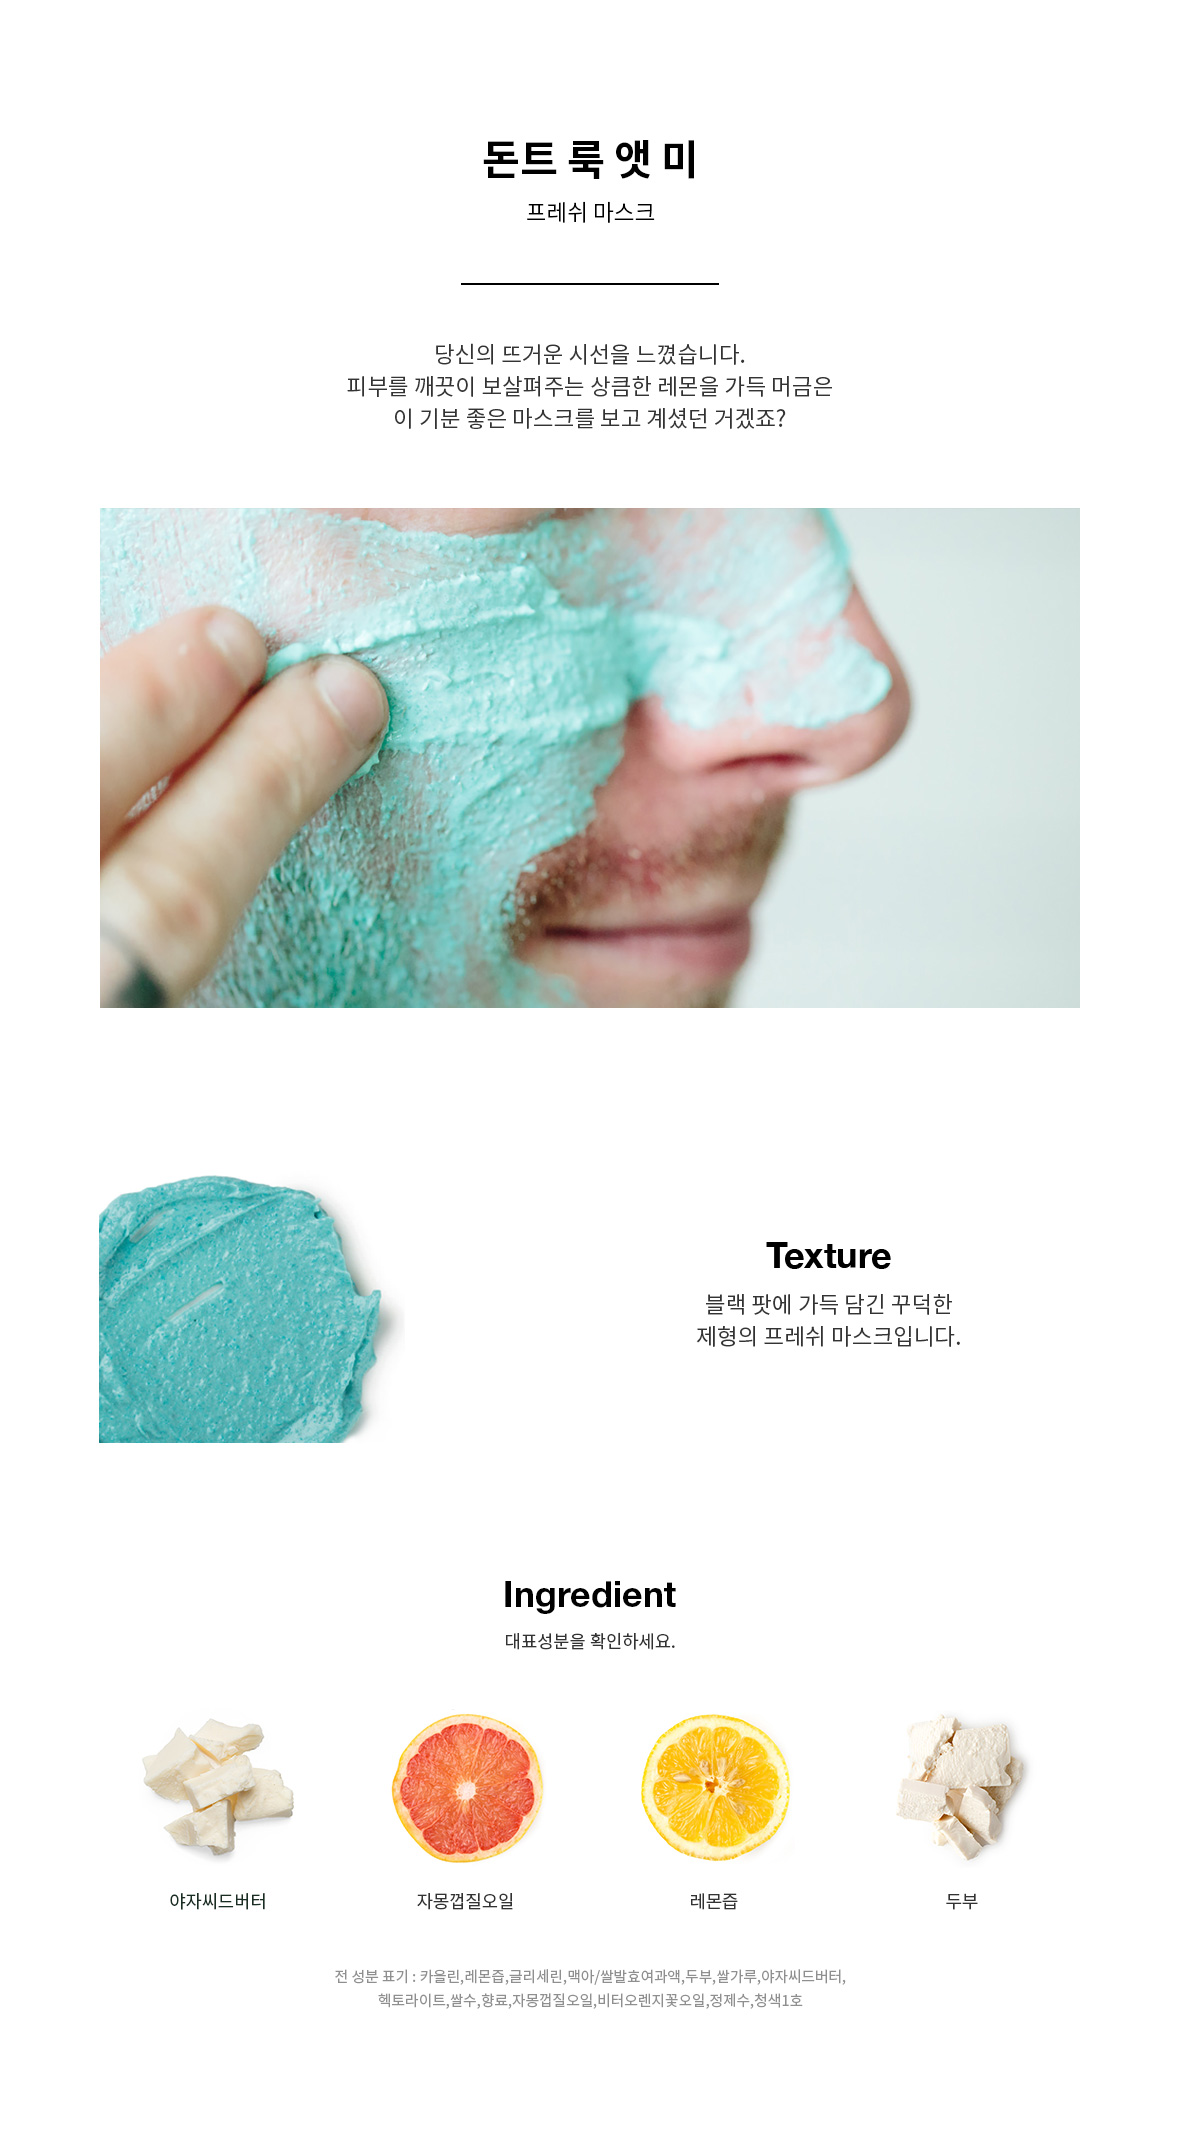 돈트 룩 앳 미
프레쉬 마스크
당신의 뜨거운 시선을 느꼈습니다.
피부를 깨끗이 보살펴주는 상큼한 레몬을 가득 머금은
이 기분 좋은 마스크를 보고 계셨던 거겠죠?
Texture
블랙 팟에 가득 담긴 꾸덕한
제형의 프레쉬 마스크입니다.
Ingredient
대표성분을 확인하세요.
야자씨드버터
자몽껍질오일
레몬즙
두부
전 성분 표기 : 카올린,레몬즙,글리세린,맥아/쌀발효여과액,두부,쌀가루,야자씨드버터,
헥토라이트,쌀수,향료,자몽껍질오일,비터오렌지꽃오일,정제수,청색1호